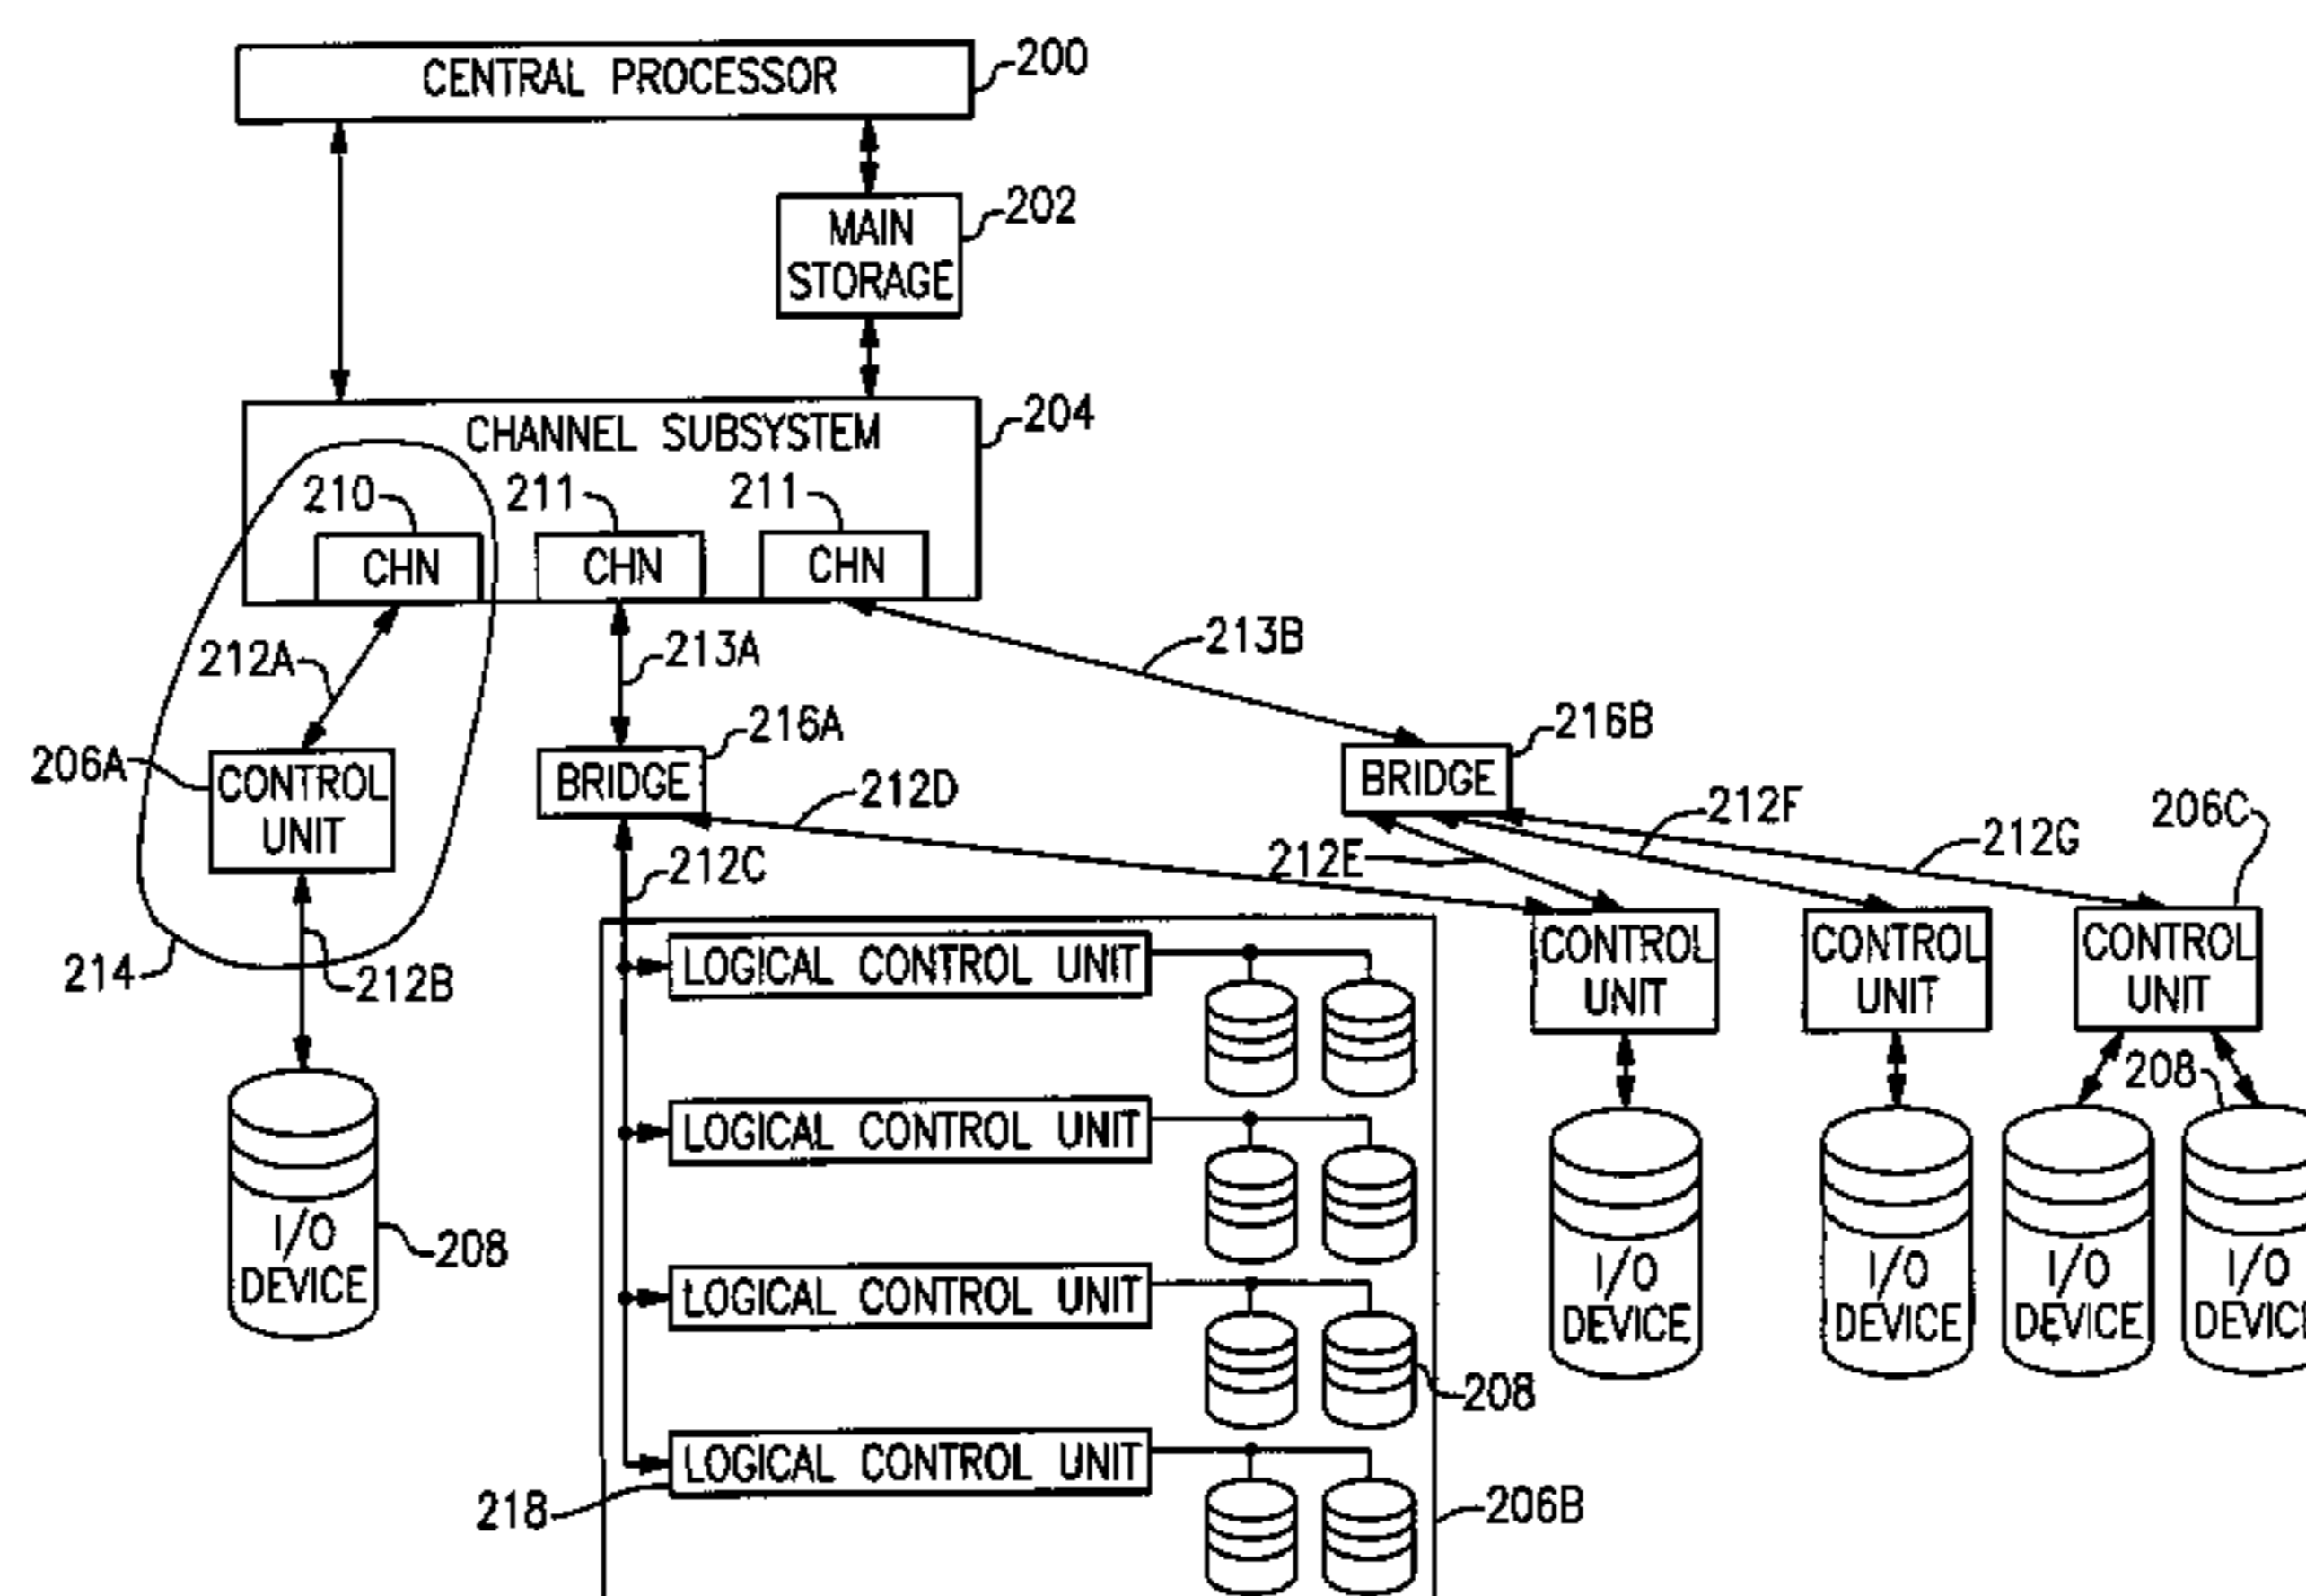 CENTRAL PROCESSOR
200
MAIN
STORAGE
202
CHANNEL SUBSYSTEM
204
210
211
211
CHN
CHN
CHN
212A
213A
213B
206A
CONTROL
UNIT
216A
BRIDGE
216B
BRIDGE
212D
212F
206C
212E
212G
212C
214
212B
LOGICAL CONTROL UNIT
CONTROL
UNIT
CONTROL
UNIT
CONTROL
UNIT
208
LOGICAL CONTROL UNIT
I/O
DEVICE
208
LOGICAL CONTROL UNIT
I/O
DEVICE
I/O
DEVICE
I/O
DEVICE
I/O
208
LOGICAL CONTROL UNIT
218
206B